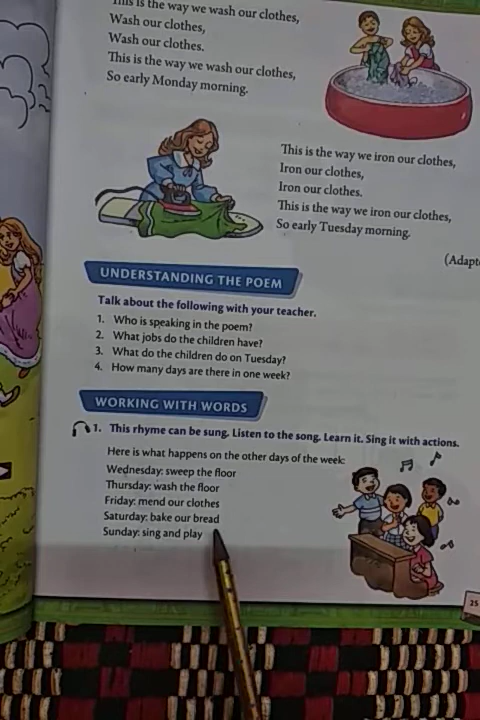 This is the way we wash our clothes,
Wash our clothes,
Wash our clothes.
This is the way we wash our clothes,
So early Monday morning.
This is the way we iron our clothes,
Iron our clothes,
Iron our clothes.
This is the way we iron our clothes,
So early Tuesday morning.
(Adapt
UNDERSTANDING THE POEM
Talk about the following with your teacher.
1. Who is speaking in the poem?
2. What jobs do the children have?
3. What do the children do on Tuesday?
4. How many days are there in one week?
WORKING WITH WORDS
1. This rhyme can be sung. Listen to the song. Learn it. Sing it with actions.
Here is what happens on the other days of the week:
Wednesday: sweep the floor
Thursday: wash the floor
Friday: mend our clothes
Saturday: bake our bread
Sunday: sing and play
25